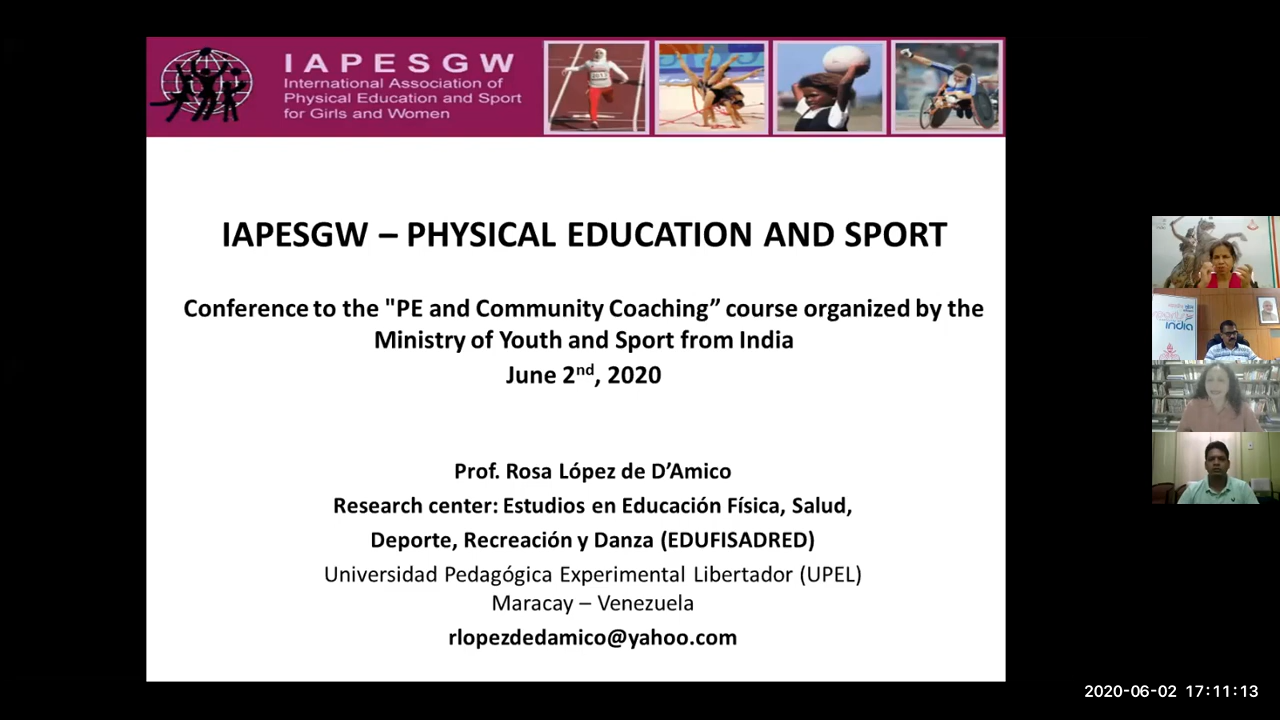 IAPESGW
International Association of
Physical Education and Sport
for Girls and Women
IAPESGW – PHYSICAL EDUCATION AND SPORT
Conference to the "PE and Community Coaching” course organized by the
Ministry of Youth and Sport from India
June 2nd, 2020
Prof. Rosa López de D’Amico
Research center: Estudios en Educación Física, Salud,
Deporte, Recreación y Danza (EDUFISADRED)
Universidad Pedagógica Experimental Libertador (UPEL)
Maracay – Venezuela
rlopezdedamico@yahoo.com
india
2020-06-02 17:11:13